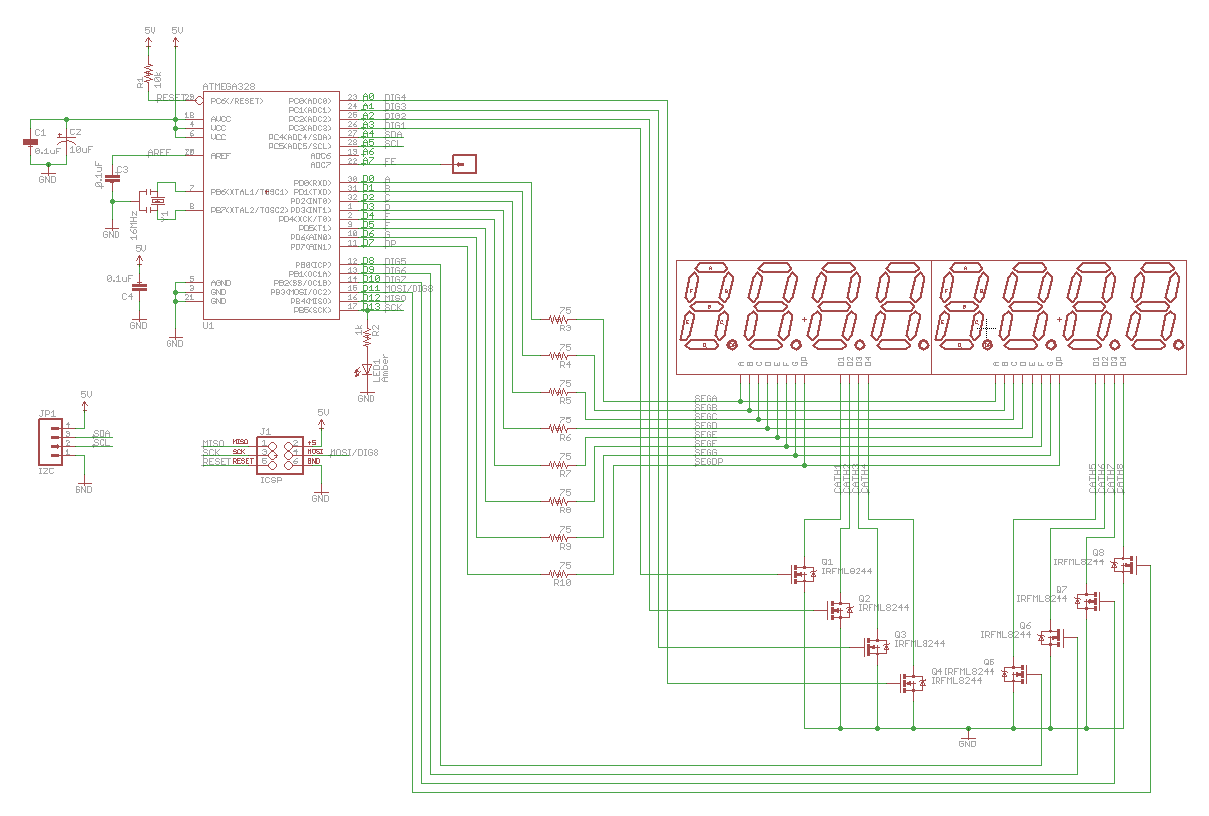 5V
5V
R1
10k
ATMEGA328
RESET
29
PC6(/RESET)
18
AVCC
4
VCC
6
VCC
AREF
20
AREF
7
PB6(XTAL1/TOSC1)
8
PB7(XTAL2/TOSC2)
5
AGND
3
GND
21
GND
U1
PC0(ADC0) 23 A0 DIG4
PC1(ADC1) 24 A1 DIG3
PC2(ADC2) 25 A2 DIG2
PC3(ADC3) 26 A3 DIG1
PC4(ADC4/SDA) 27 A4 SDA
PC5(ADC5/SCL) 28 A5 SCL
ADC6 19 A6
ADC7 22 A7
PD0(RXD) 30 D0 A
PD1(TXD) 31 D1 B
PD2(INT0) 32 D2 C
PD3(INT1) 1 D3
PD4(XCK/T0) 2 D4
PD5(T1) 9 D5 F
PD6(AIN0) 10 D6 G
PD7(AIN1) 11 D7 DP
PB0(ICP) 12 D8 DIG5
PB1(OC1A) 13 D9 DIG6
PB2(SS/OC1B) 14 D10 DIG7
PB3(MOSI/OC2) 15 D11 MOSI/DIG8
PB4(MISO) 16 D12 MISO
PB5(SCK) 17 D13 SCK
C1
0.1uF
C2
10uF
GND
0.1uF
C3
16MHz
GND
5V
0.1uF
C4
GND
GND
1k
R2
LED1
Amber
GND
75
R3
75
R4
75
R5
75
R6
75
R7
75
R8
75
R9
75
R10
A
F
B
E
C
D
A
F
B
E
C
D
A B C D E F G DP D1 D2 D3 D4
A B C D E F G DP D1 D2 D3 D4
SEGA
SEGB
SEGC
SEGD
SEGE
SEGF
SEGG
SEGDP
CATH1
CATH2
CATH3
CATH4
CATH5
CATH6
CATH7
CATH8
JP1
5V
4
3 SDA
2 SCL
1
I2C
GND
J1
5V
MISO MISO 1 2 +5
SCK SCK 3 4 MOSI MOSI/DIG8
RESET RESET 5 6 GND
ICSP
GND
Q1
IRFML8244
Q2
IRFML8244
Q3
IRFML8244
Q4
IRFML8244
Q5
IRFML8244
Q6
IRFML8244
Q7
IRFML8244
Q8
IRFML8244
GND